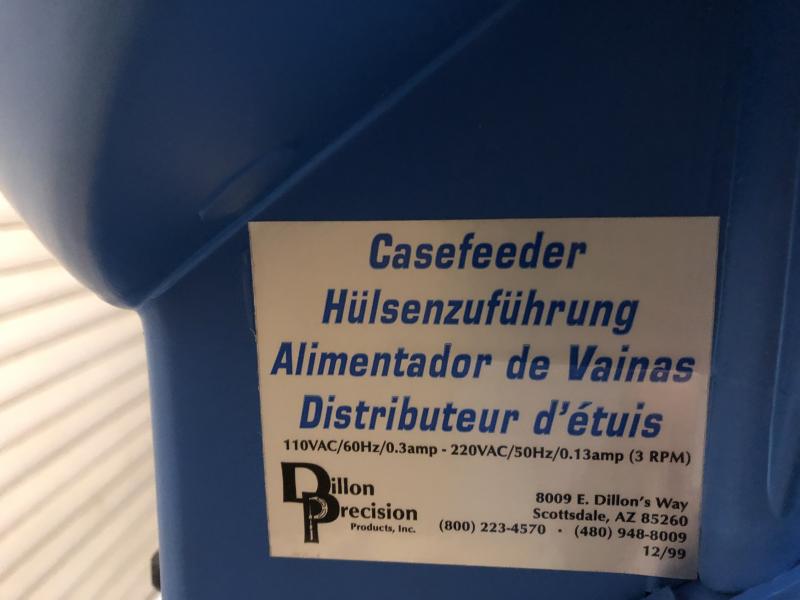 Casefeeder
Hülsenzuführung
Alimentador de Vainas
Distributeur d'étuis
110VAC/60Hz/0.3amp - 220VAC/50Hz/0.13amp (3 RPM)
Dillon
Precision
Products, Inc.
8009 E. Dillon's Way
Scottsdale, AZ 85260
(800) 223-4570 · (480) 948-8009
12/99